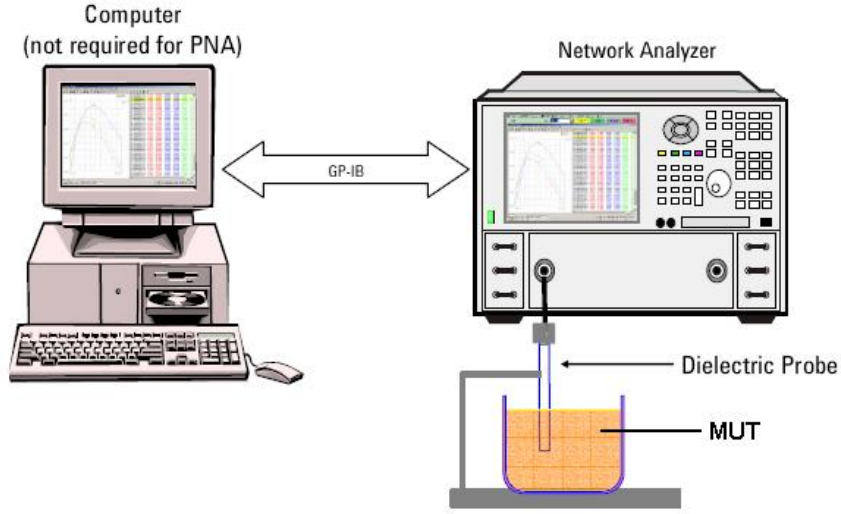 Computer
(not required for PNA)
Network Analyzer
GP-IB
Dielectric Probe
MUT